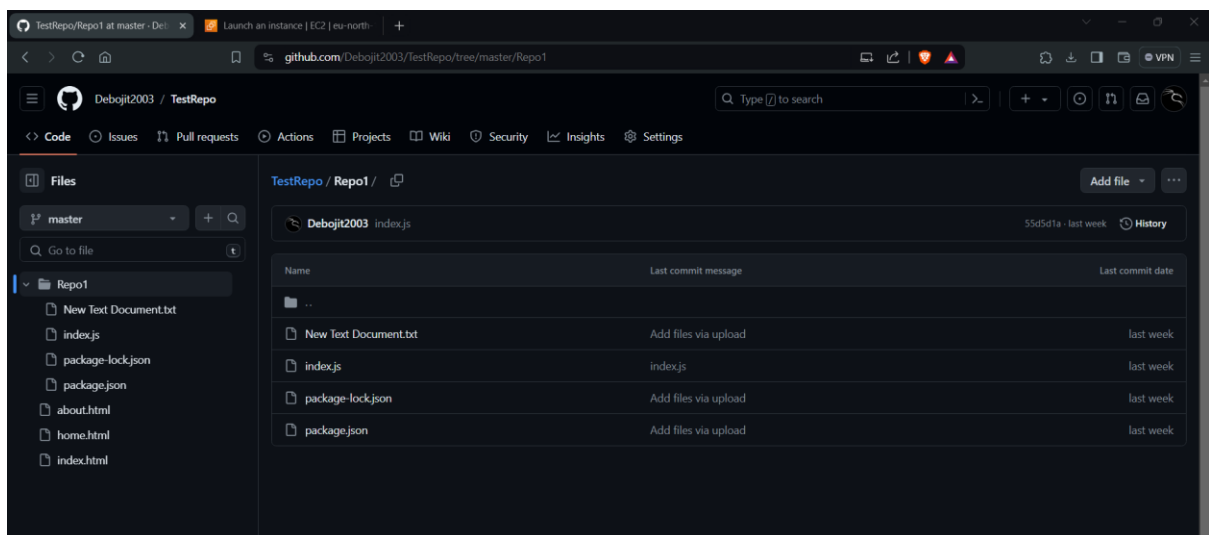 TestRepo/Repo1 at master · Deb
Launch an instance | EC2 | eu-north-
github.com/Debojit2003/TestRepo/tree/master/Repo1
VPN
Debojit2003 / TestRepo
Type / to search
Code Issues Pull requests Actions Projects Wiki Security Insights Settings
Files
master
Go to file
t
Repo1
New Text Document.txt
index.js
package-lock.json
package.json
about.html
home.html
index.html
TestRepo / Repo1 /
Add file
Debojit2003 index.js
55d5d1a · last week History
Name Last commit message Last commit date
..
New Text Document.txt Add files via upload last week
index.js index.js last week
package-lock.json Add files via upload last week
package.json Add files via upload last week